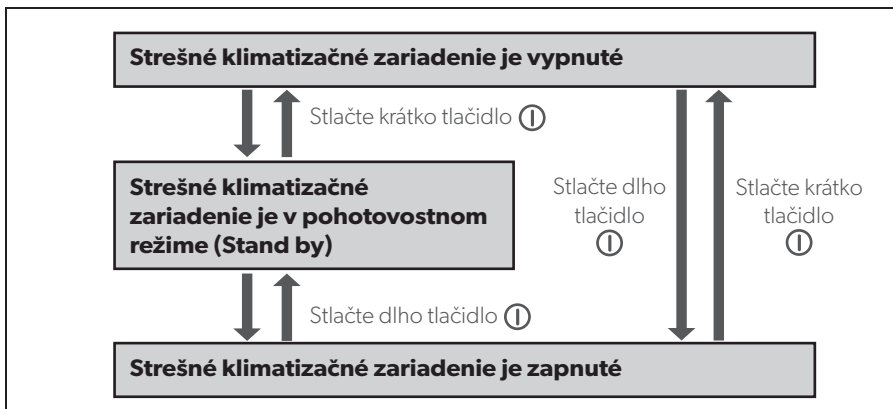 Strešné klimatizačné zariadenie je vypnuté
Stlačte krátko tlačidlo
Strešné klimatizačné
zariadenie je v pohotovostnom
režime (Stand by)
Stlačte dlho
tlačidlo
Stlačte krátko
tlačidlo
Stlačte dlho tlačidlo
Strešné klimatizačné zariadenie je zapnuté